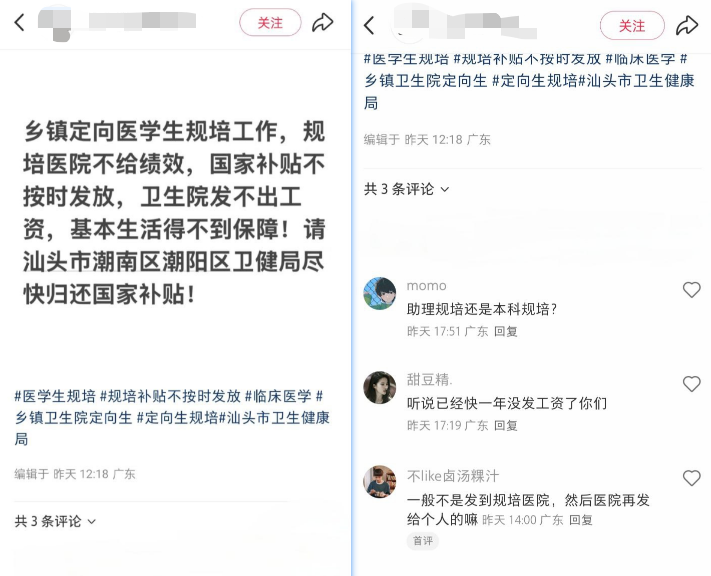 关注
乡镇定向医学生规培工作，规
培医院不给绩效，国家补贴不
按时发放，卫生院发不出工
资，基本生活得不到保障！请
汕头市潮南区潮阳区卫健局尽
快归还国家补贴！
#医学生规培 #规培补贴不按时发放 #临床医学 #
乡镇卫生院定向生 #定向生规培#汕头市卫生健康
局
编辑于 昨天 12:18 广东
共 3 条评论
关注
#医学生规培 #规培补贴不按时发放 #临床医学 #
乡镇卫生院定向生 #定向生规培#汕头市卫生健康
局
编辑于 昨天 12:18 广东
共 3 条评论
momo
助理规培还是本科规培？
昨天 17:51 广东 回复
甜豆精.
听说已经快一年没发工资了你们
昨天 17:19 广东 回复
不like卤汤粿汁
一般不是发到规培医院，然后医院再发
给个人的嘛 昨天 14:00 广东 回复
首评